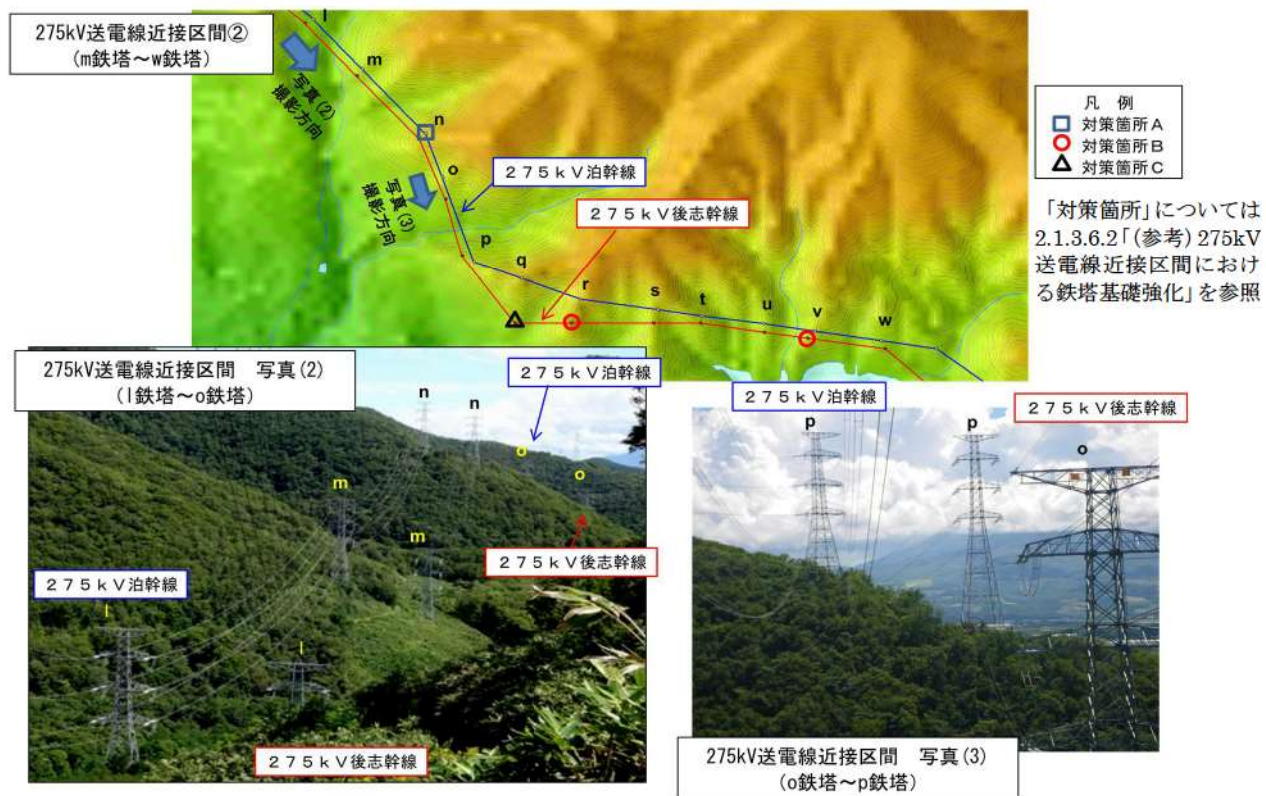 275kV送電線近接区間②
(m鉄塔～w鉄塔)
l
m
n
o
p
q
r
s
t
u
v
w
写真(2)
撮影方向
写真(3)
撮影方向
275kV泊幹線
275kV後志幹線
凡　例
対策箇所A
対策箇所B
対策箇所C
「対策箇所」については
2.1.3.6.2「(参考)275kV
送電線近接区間におけ
る鉄塔基礎強化」を参照
275kV送電線近接区間　写真(2)
(l鉄塔～o鉄塔)
275kV泊幹線
n
n
o
o
m
m
275kV後志幹線
275kV泊幹線
l
l
275kV後志幹線
275kV泊幹線
275kV後志幹線
p
p
o
275kV送電線近接区間　写真(3)
(o鉄塔～p鉄塔)